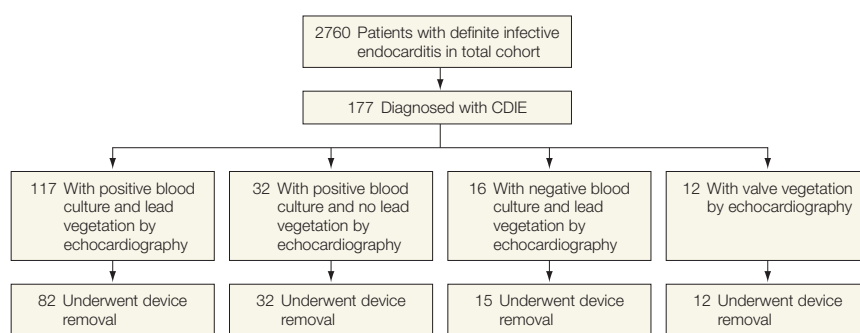 2760 Patients with definite infective
endocarditis in total cohort
177 Diagnosed with CDIE
117 With positive blood
culture and lead
vegetation by
echocardiography
32 With positive blood
culture and no lead
vegetation by
echocardiography
16 With negative blood
culture and lead
vegetation by
echocardiography
12 With valve vegetation
by echocardiography
82 Underwent device
removal
32 Underwent device
removal
15 Underwent device
removal
12 Underwent device
removal